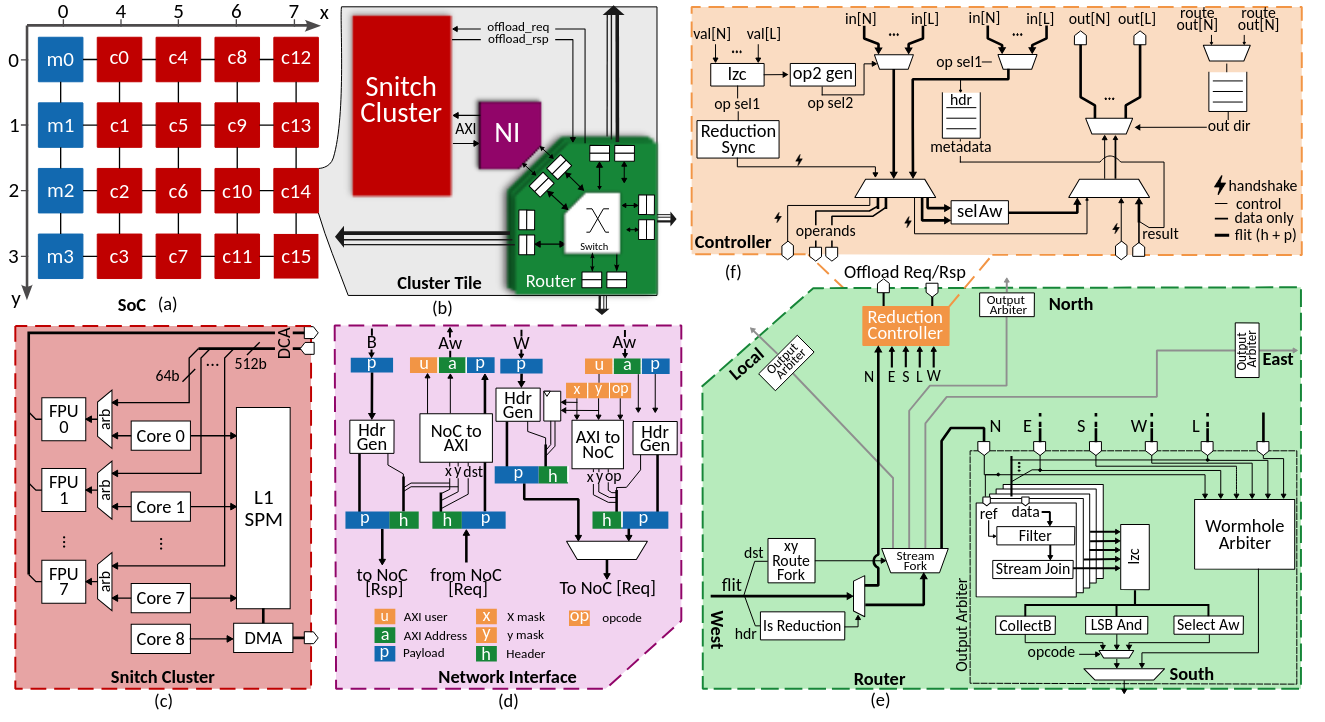 0 4 8 6 7 x
0 m0 c0 c4 c8 c12
1 m1 c1 c5 c9 c13
2 m2 c2 c6 c10 c14
3 m3 c3 c7 c11 c15
y
SoC (a)
offload_req
offload_rsp
Snitch
Cluster
AXI
NI
Switch
Router
Cluster Tile
(b)
DCA
64b
...
512b
FPU
0
arb
Core 0
FPU
1
arb
Core 1
...
...
FPU
7
arb
Core 7
Core 8
L1
SPM
DMA
Snitch Cluster
(c)
B Aw W Aw
p u a p p u a p
x y op
Hdr
Gen
NoC to
AXI
Hdr
Gen
AXI to
NoC
Hdr
Gen
x y dst
x y op
p h
p h h p h p
to NoC
[Rsp]
from NoC
[Req]
To NoC [Req]
u AXI user
a AXI Address
p Payload
x X mask
y y mask
h Header
op opcode
Network Interface
(d)
in[N] in[L] in[N] in[L] out[N] out[L] route
out[N]
route
out[N]
val[N] val[L]
...
... ...
lzc
op2 gen
op sel1
op sel1
op sel2
hdr
metadata
Reduction
Sync
...
out dir
selAw
operands
result
handshake
control
data only
flit (h + p)
Controller
(f)
Offload Req/Rsp
Reduction
Controller
N E S L W
Output
Arbiter
North
Local
Output
Arbiter
Output
Arbiter
East
N E S W L
ref data
Filter
Stream Join
...
...
lzc
Wormhole
Arbiter
CollectB
LSB And
Select Aw
opcode
Output Arbiter
South
dst
xy
Route
Fork
Stream
Fork
flit
hdr
Is Reduction
West
Router
(e)